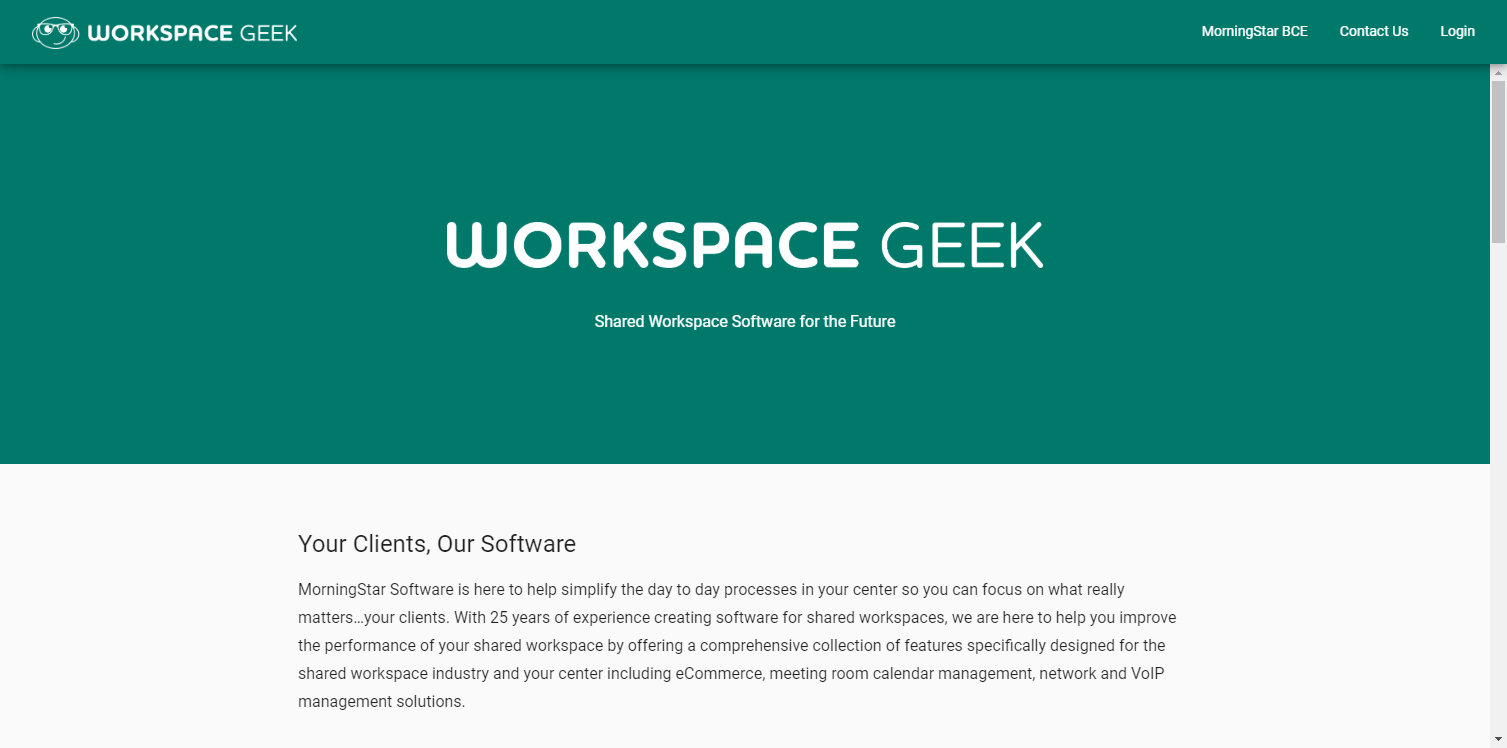 WORKSPACE GEEK
MorningStar BCE
Contact Us
Login
WORKSPACE GEEK
Shared Workspace Software for the Future
Your Clients, Our Software
MorningStar Software is here to help simplify the day to day processes in your center so you can focus on what really
matters...your clients. With 25 years of experience creating software for shared workspaces, we are here to help you improve
the performance of your shared workspace by offering a comprehensive collection of features specifically designed for the
shared workspace industry and your center including eCommerce, meeting room calendar management, network and VoIP
management solutions.